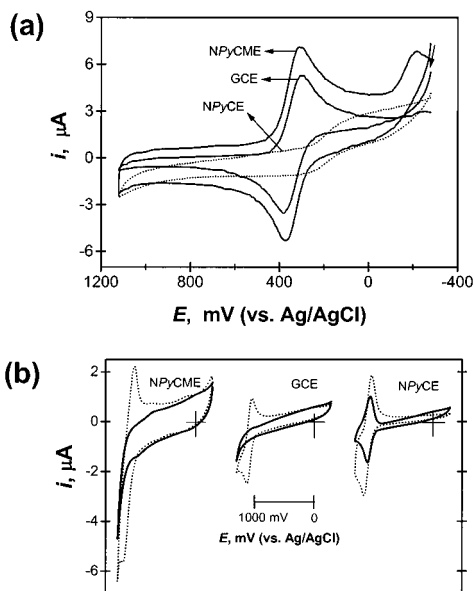 (a)
9
6
3
0
-3
-6
i, µA
NPyCME
GCE
NPyCE
1200 800 400 0 -400
E, mV (vs. Ag/AgCl)
(b)
2
0
-2
-4
-6
i, µA
NPyCME GCE NPyCE
1000 mV 0
E, mV (vs. Ag/AgCl)